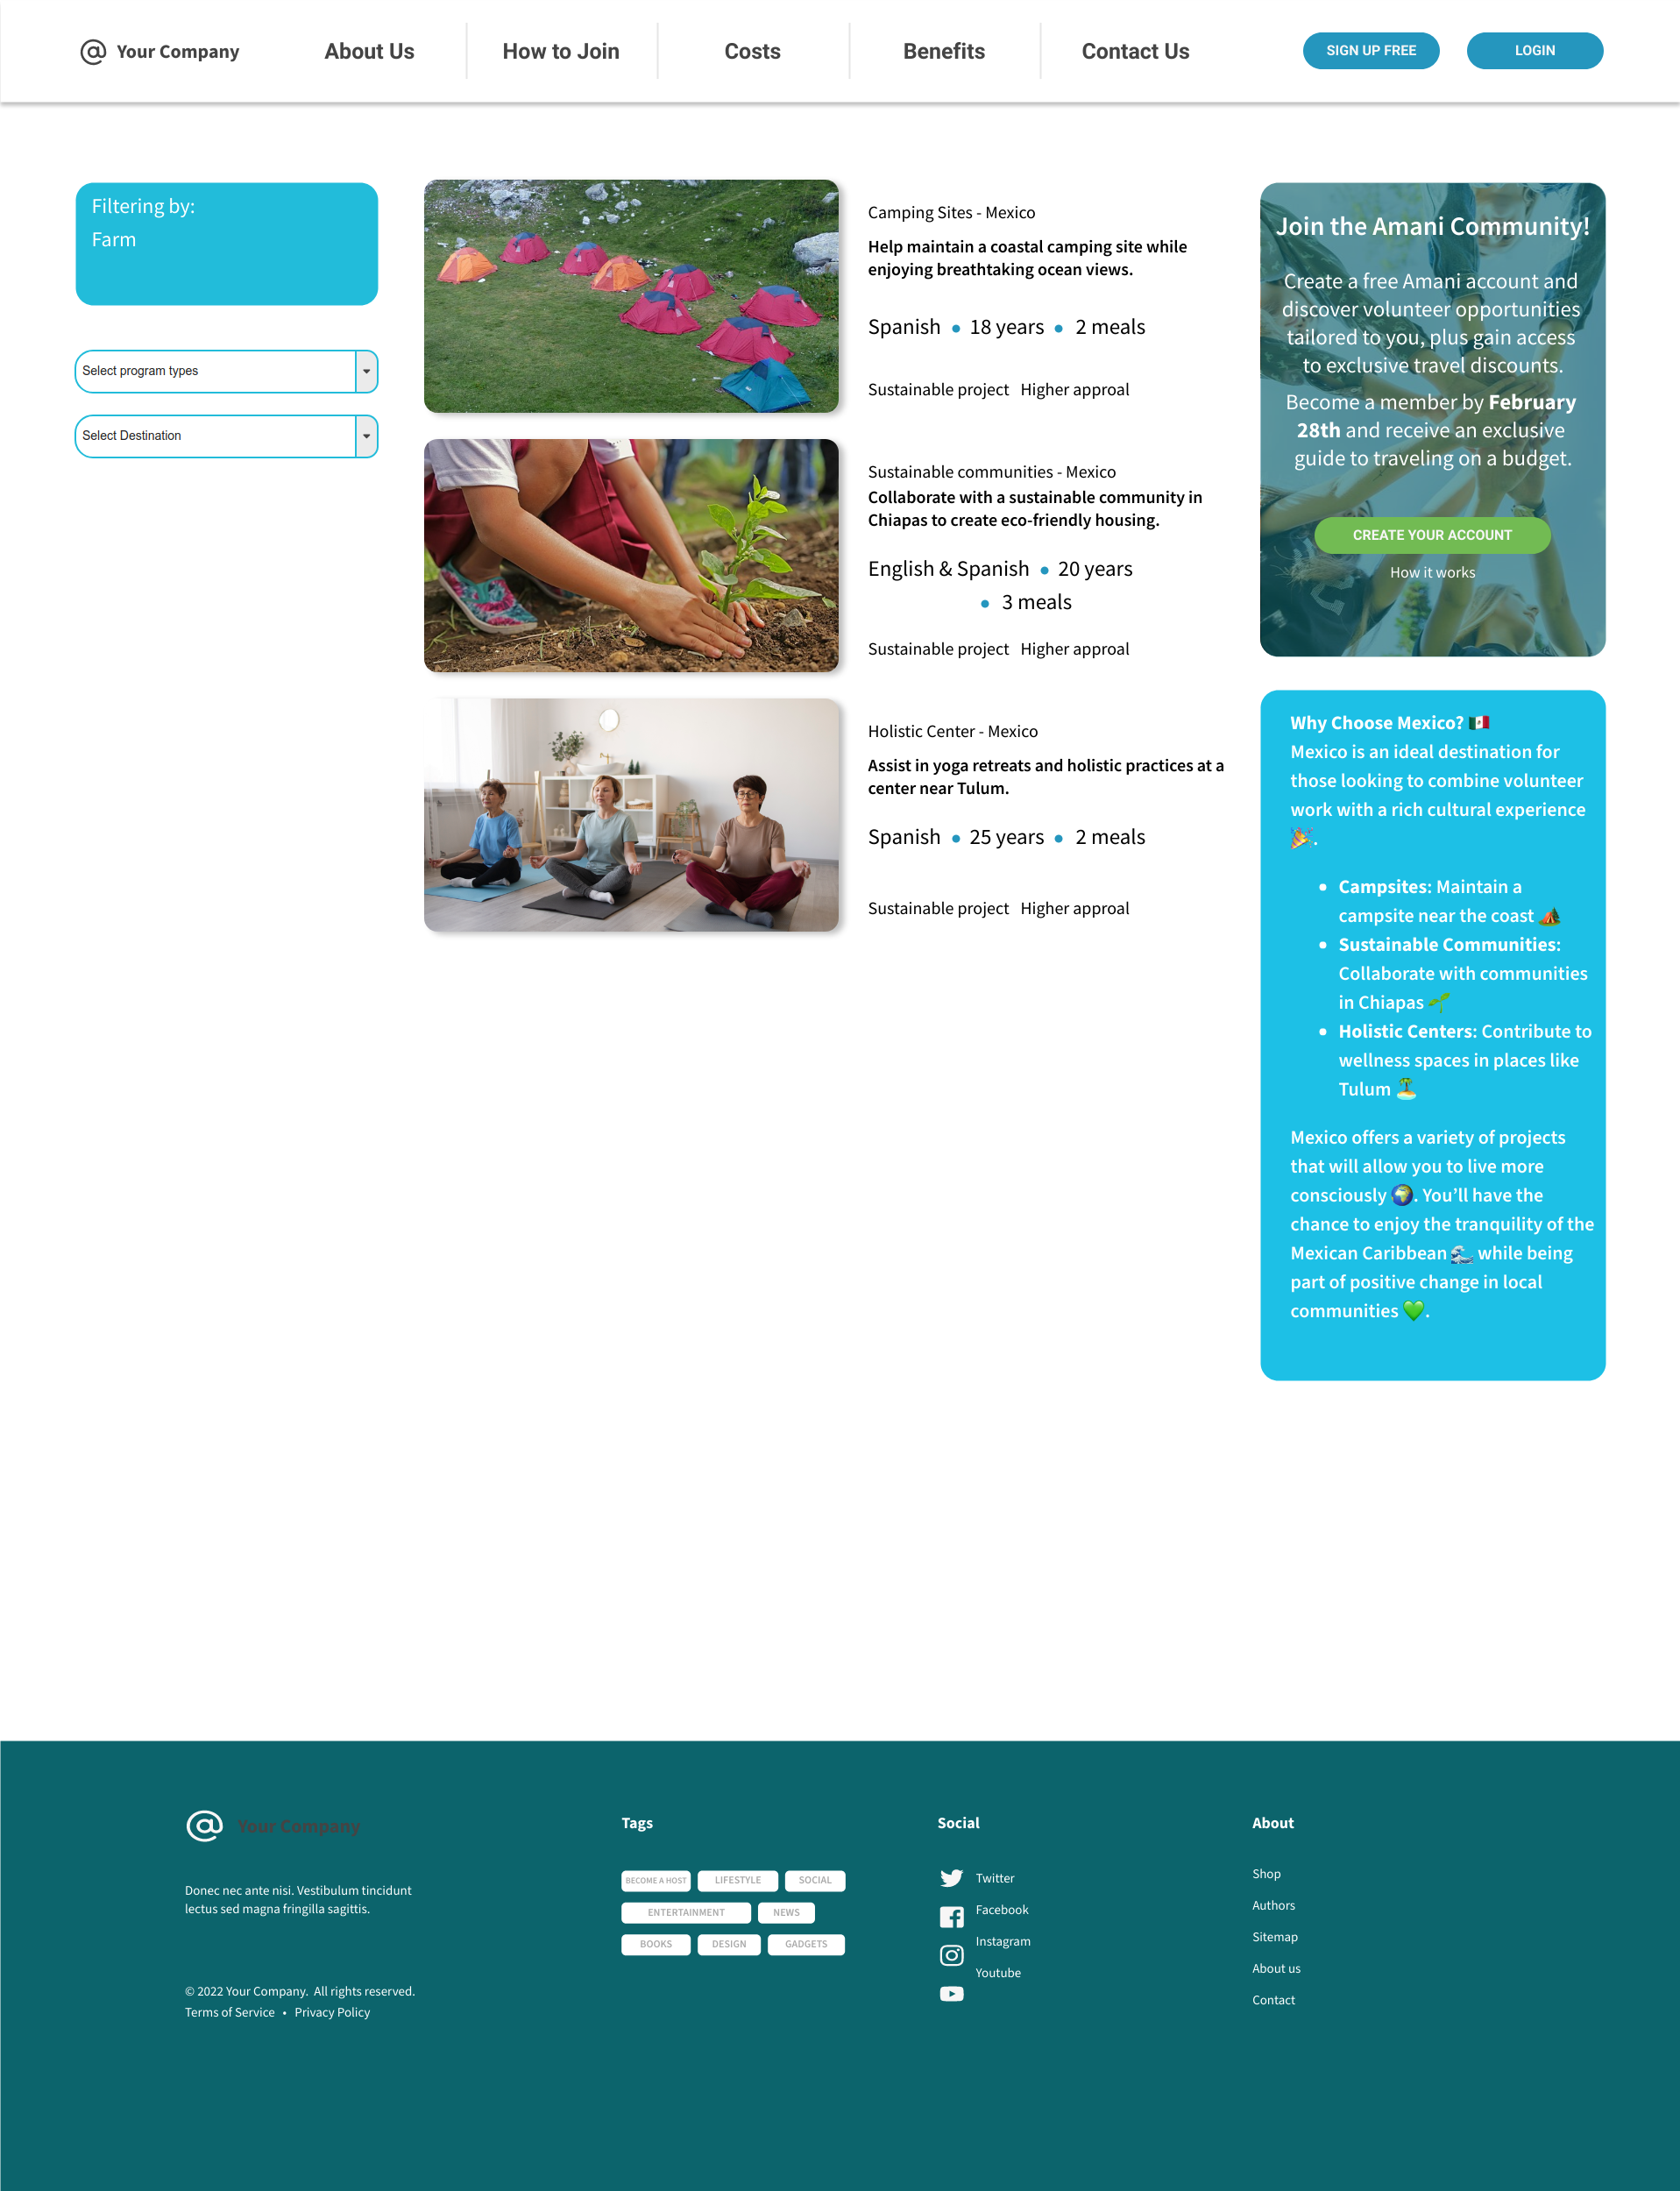 Your Company
About Us
How to Join
Costs
Benefits
Contact Us
SIGN UP FREE
LOGIN
Filtering by:
Farm
Select program types
Select Destination
Camping Sites - Mexico
Help maintain a coastal camping site while
enjoying breathtaking ocean views.
Spanish • 18 years • 2 meals
Sustainable project Higher approal
Sustainable communities - Mexico
Collaborate with a sustainable community in
Chiapas to create eco-friendly housing.
English & Spanish • 20 years
• 3 meals
Sustainable project Higher approal
Holistic Center - Mexico
Assist in yoga retreats and holistic practices at a
center near Tulum.
Spanish • 25 years • 2 meals
Sustainable project Higher approal
Join the Amani Community!
Create a free Amani account and
discover volunteer opportunities
tailored to you, plus gain access
to exclusive travel discounts.
Become a member by February
28th and receive an exclusive
guide to traveling on a budget.
CREATE YOUR ACCOUNT
How it works
Why Choose Mexico? 🇲🇽
Mexico is an ideal destination for
those looking to combine volunteer
work with a rich cultural experience
🎉.
• Campsites: Maintain a
campsite near the coast 🏕️
• Sustainable Communities:
Collaborate with communities
in Chiapas 🌱
• Holistic Centers: Contribute to
wellness spaces in places like
Tulum 🏝️
Mexico offers a variety of projects
that will allow you to live more
consciously 🌍. You’ll have the
chance to enjoy the tranquility of the
Mexican Caribbean 🌊 while being
part of positive change in local
communities 💚.
Your Company
Donec nec ante nisi. Vestibulum tincidunt
lectus sed magna fringilla sagittis.
© 2022 Your Company. All rights reserved.
Terms of Service • Privacy Policy
Tags
BECOME A HOST
LIFESTYLE
SOCIAL
ENTERTAINMENT
NEWS
BOOKS
DESIGN
GADGETS
Social
Twitter
Facebook
Instagram
Youtube
About
Shop
Authors
Sitemap
About us
Contact